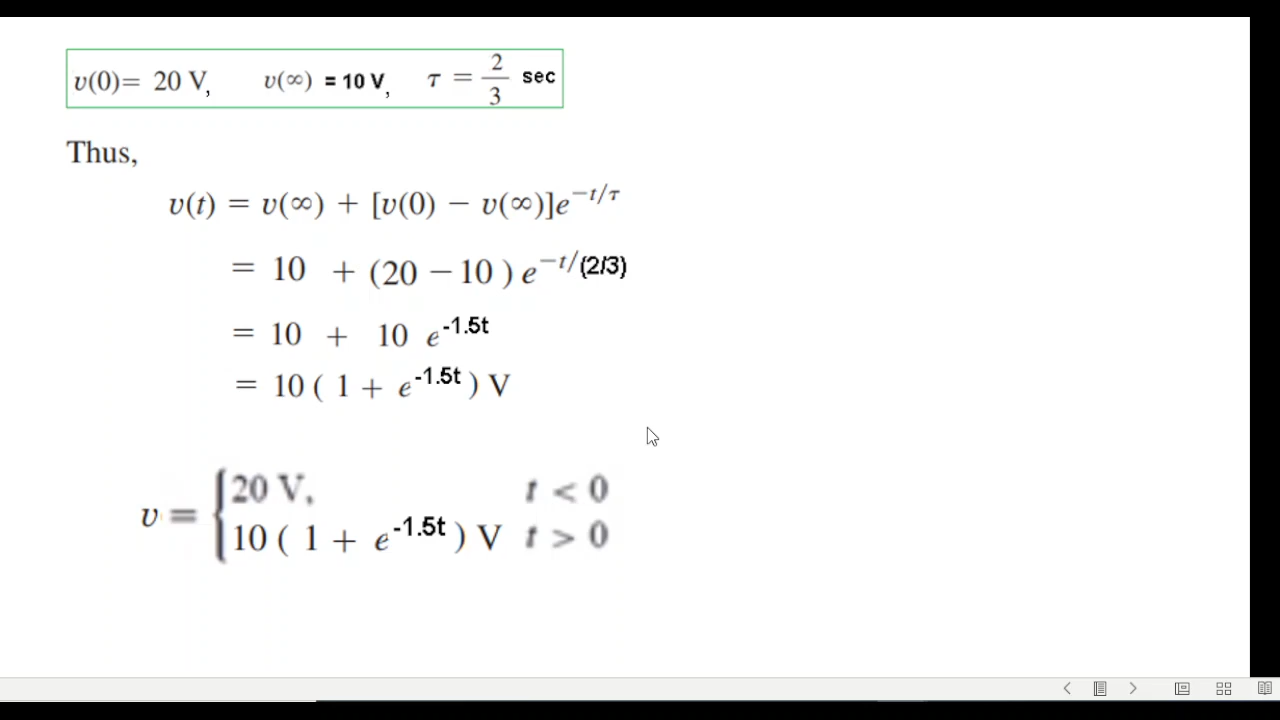 v(0)= 20 V, v(∞) = 10 V, τ = 2/3 sec
Thus,
v(t) = v(∞) + [v(0) − v(∞)]e^−t/τ
= 10 + (20 − 10 ) e^−t/(2/3)
= 10 + 10 e^-1.5t
= 10 ( 1 + e^-1.5t ) V
v = { 20 V, t < 0
10 ( 1 + e^-1.5t ) V t > 0